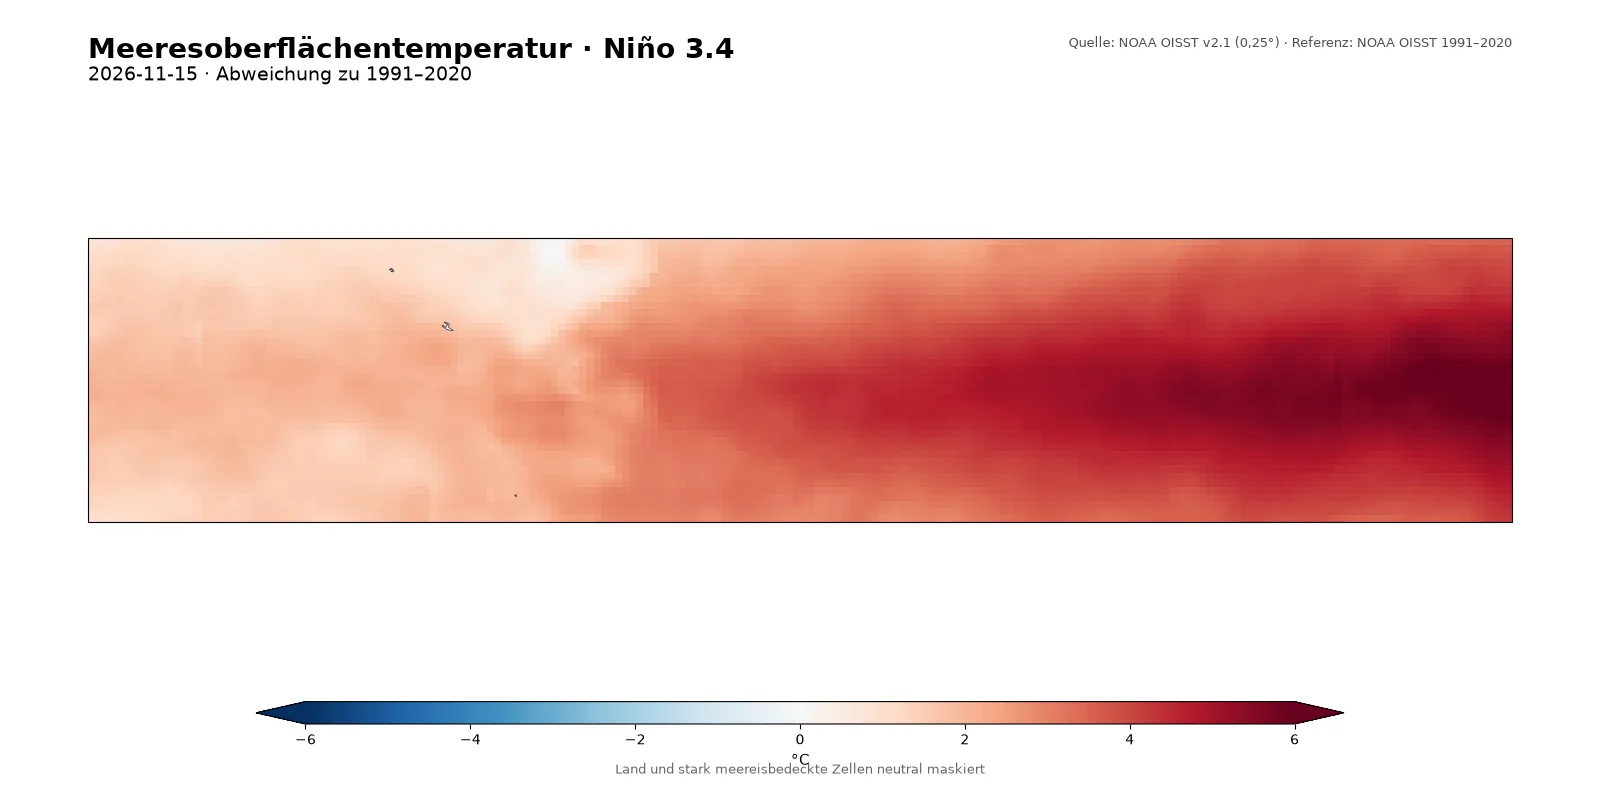 Meeresoberflächentemperatur · Niño 3.4
2026-11-15 · Abweichung zu 1991–2020
Quelle: NOAA OISST v2.1 (0,25°) · Referenz: NOAA OISST 1991–2020
−6 −4 −2 0 2 4 6
°C
Land und stark meereisbedeckte Zellen neutral maskiert